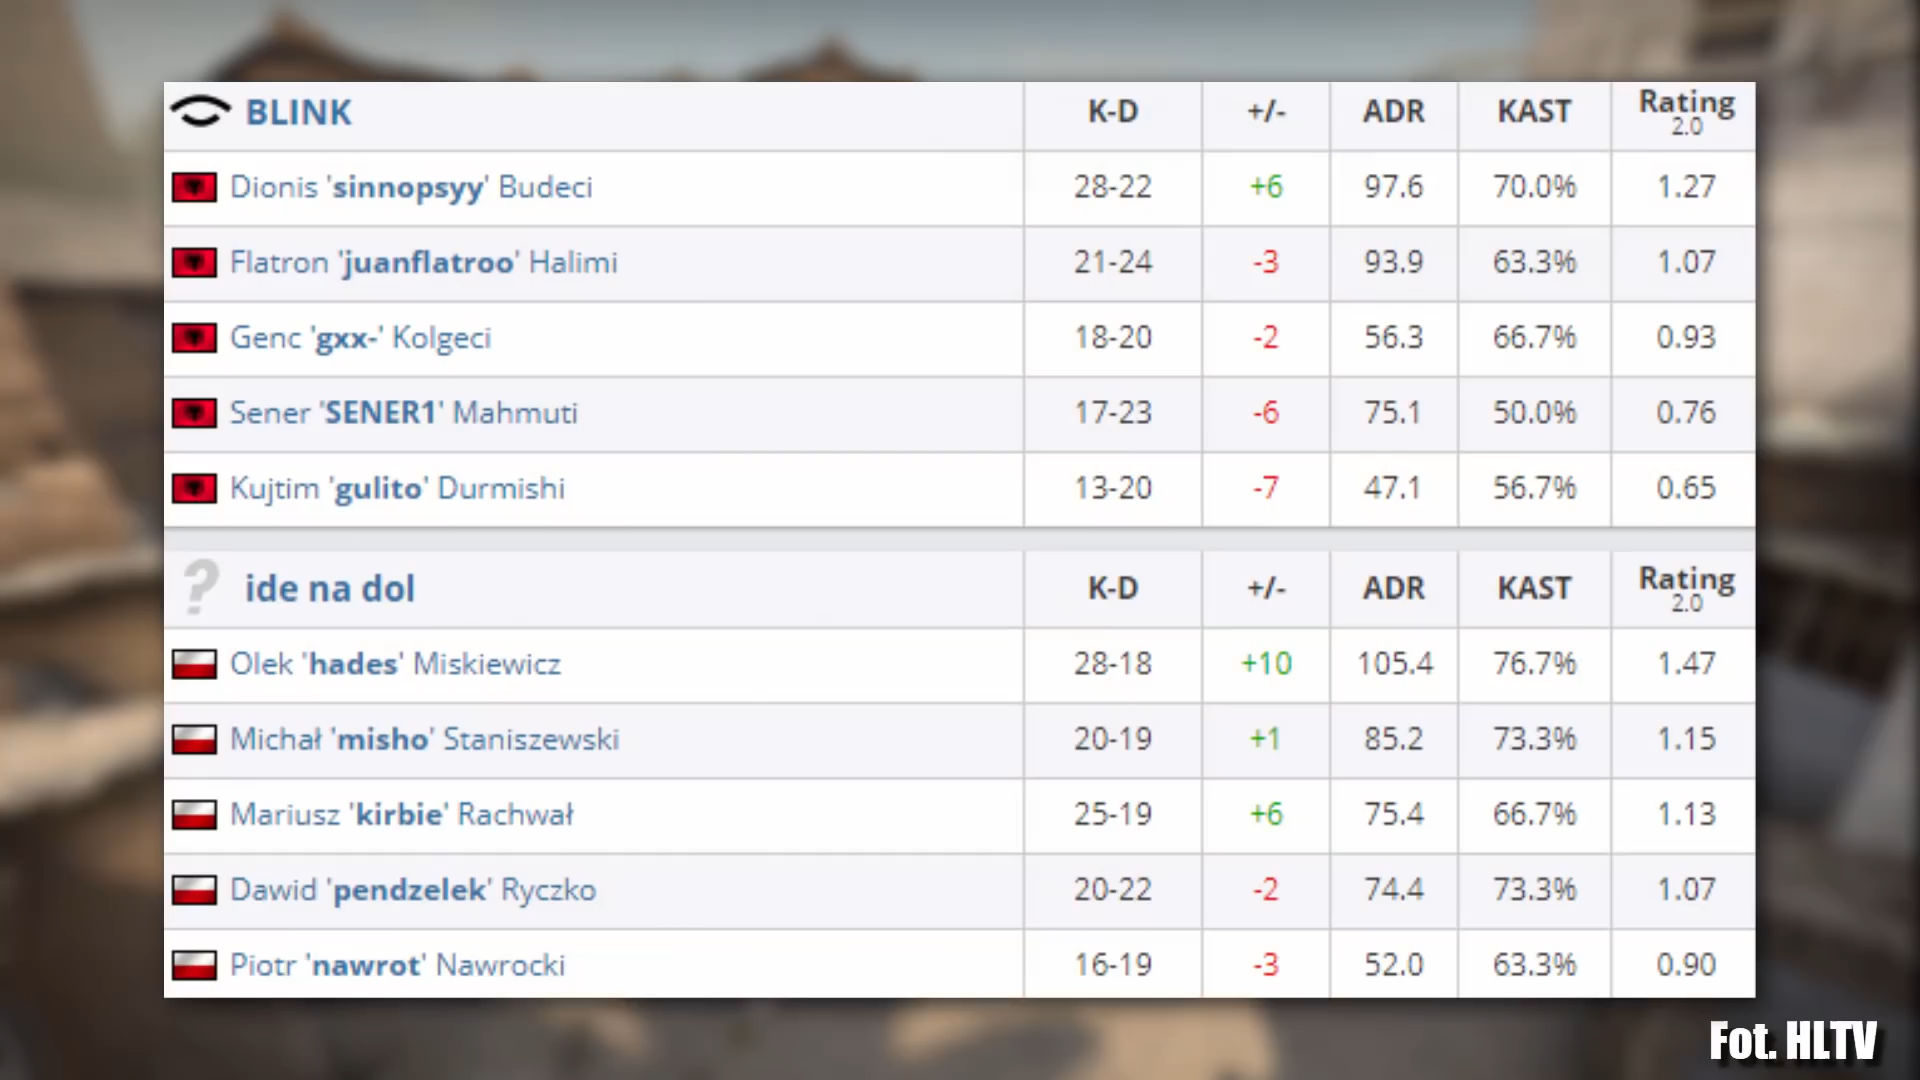 BLINK K-D +/- ADR KAST Rating 2.0
Dionis 'sinnopsyy' Budeci 28-22 +6 97.6 70.0% 1.27
Flatron 'juanflatroo' Halimi 21-24 -3 93.9 63.3% 1.07
Genc 'gxx-' Kolgeci 18-20 -2 56.3 66.7% 0.93
Sener 'SENER1' Mahmuti 17-23 -6 75.1 50.0% 0.76
Kujtim 'gulito' Durmishi 13-20 -7 47.1 56.7% 0.65
? ide na dol K-D +/- ADR KAST Rating 2.0
Olek 'hades' Miskiewicz 28-18 +10 105.4 76.7% 1.47
Michał 'misho' Staniszewski 20-19 +1 85.2 73.3% 1.15
Mariusz 'kirbie' Rachwał 25-19 +6 75.4 66.7% 1.13
Dawid 'pendzelek' Ryczko 20-22 -2 74.4 73.3% 1.07
Piotr 'nawrot' Nawrocki 16-19 -3 52.0 63.3% 0.90
Fot. HLTV